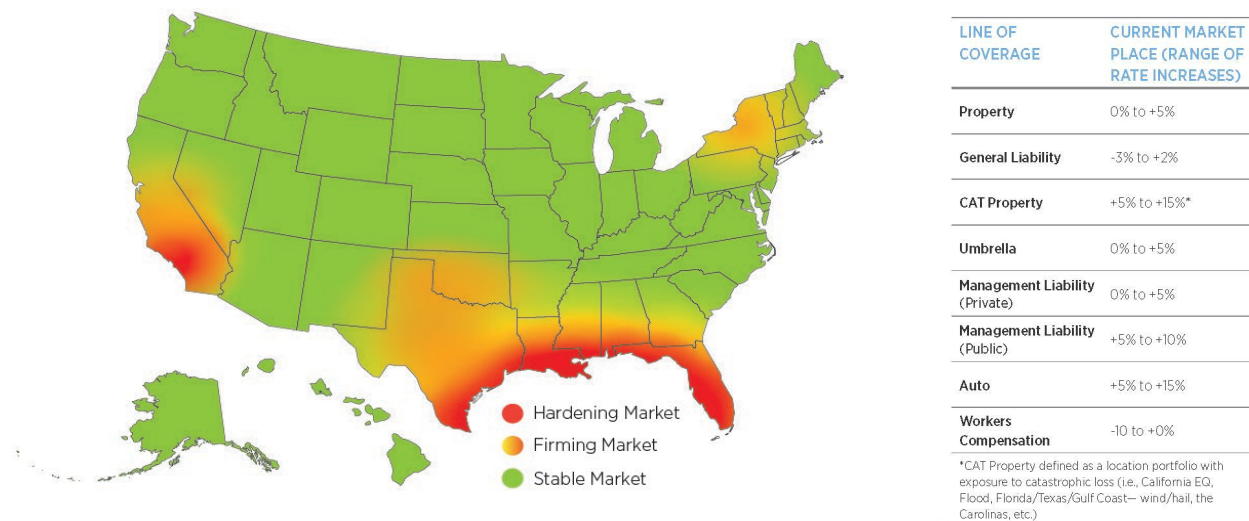 Hardening Market
Firming Market
Stable Market
LINE OF
COVERAGE
CURRENT MARKET
PLACE (RANGE OF
RATE INCREASES)
Property
0% to +5%
General Liability
-3% to +2%
CAT Property
+5% to +15%*
Umbrella
0% to +5%
Management Liability
(Private)
0% to +5%
Management Liability
(Public)
+5% to +10%
Auto
+5% to +15%
Workers
Compensation
-10 to +0%
*CAT Property defined as a location portfolio with
exposure to catastrophic loss (i.e., California EQ,
Flood, Florida/Texas/Gulf Coast— wind/hail, the
Carolinas, etc.)